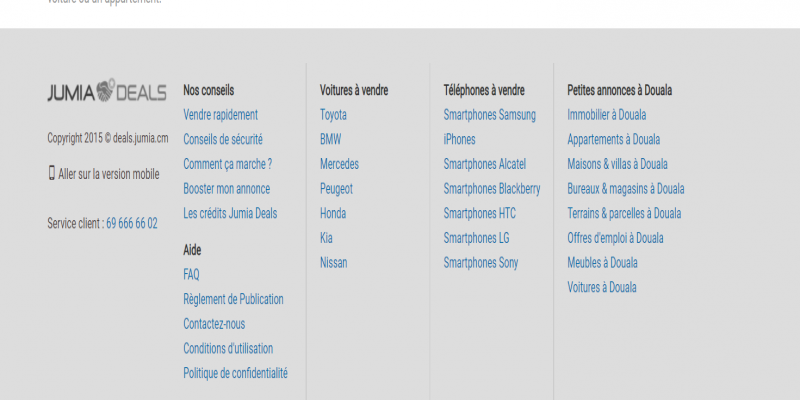 voiture ou un appartement.
JUMIA DEALS
Copyright 2015 © deals.jumia.cm
Aller sur la version mobile
Service client : 69 666 66 02
Nos conseils
Vendre rapidement
Conseils de sécurité
Comment ça marche ?
Booster mon annonce
Les crédits Jumia Deals
Aide
FAQ
Règlement de Publication
Contactez-nous
Conditions d'utilisation
Politique de confidentialité
Voitures à vendre
Toyota
BMW
Mercedes
Peugeot
Honda
Kia
Nissan
Téléphones à vendre
Smartphones Samsung
iPhones
Smartphones Alcatel
Smartphones Blackberry
Smartphones HTC
Smartphones LG
Smartphones Sony
Petites annonces à Douala
Immobilier à Douala
Appartements à Douala
Maisons & villas à Douala
Bureaux & magasins à Douala
Terrains & parcelles à Douala
Offres d'emploi à Douala
Meubles à Douala
Voitures à Douala